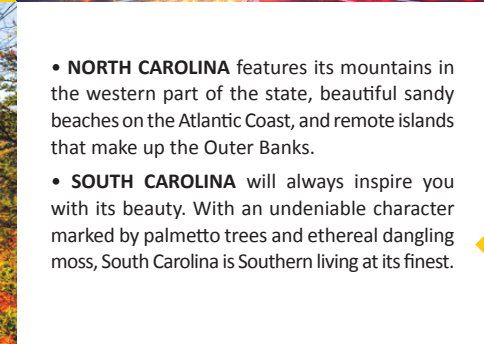 • NORTH CAROLINA features its mountains in
the western part of the state, beautiful sandy
beaches on the Atlantic Coast, and remote islands
that make up the Outer Banks.
• SOUTH CAROLINA will always inspire you
with its beauty. With an undeniable character
marked by palmetto trees and ethereal dangling
moss, South Carolina is Southern living at its finest.